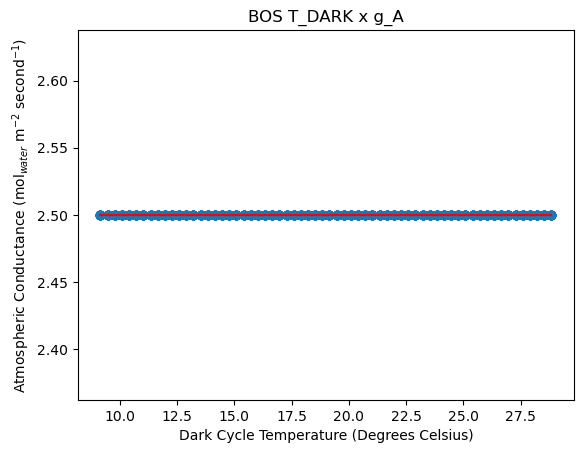 BOS T_DARK x g_A
Atmospheric Conductance (mol_water m⁻² second⁻¹)
2.60
2.55
2.50
2.45
2.40
10.0 12.5 15.0 17.5 20.0 22.5 25.0 27.5
Dark Cycle Temperature (Degrees Celsius)